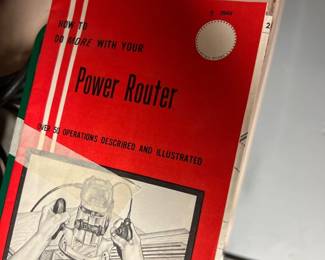 HOW TO
DO MORE WITH YOUR
Power Router
OVER 50 OPERATIONS DESCRIBED AND ILLUSTRATED